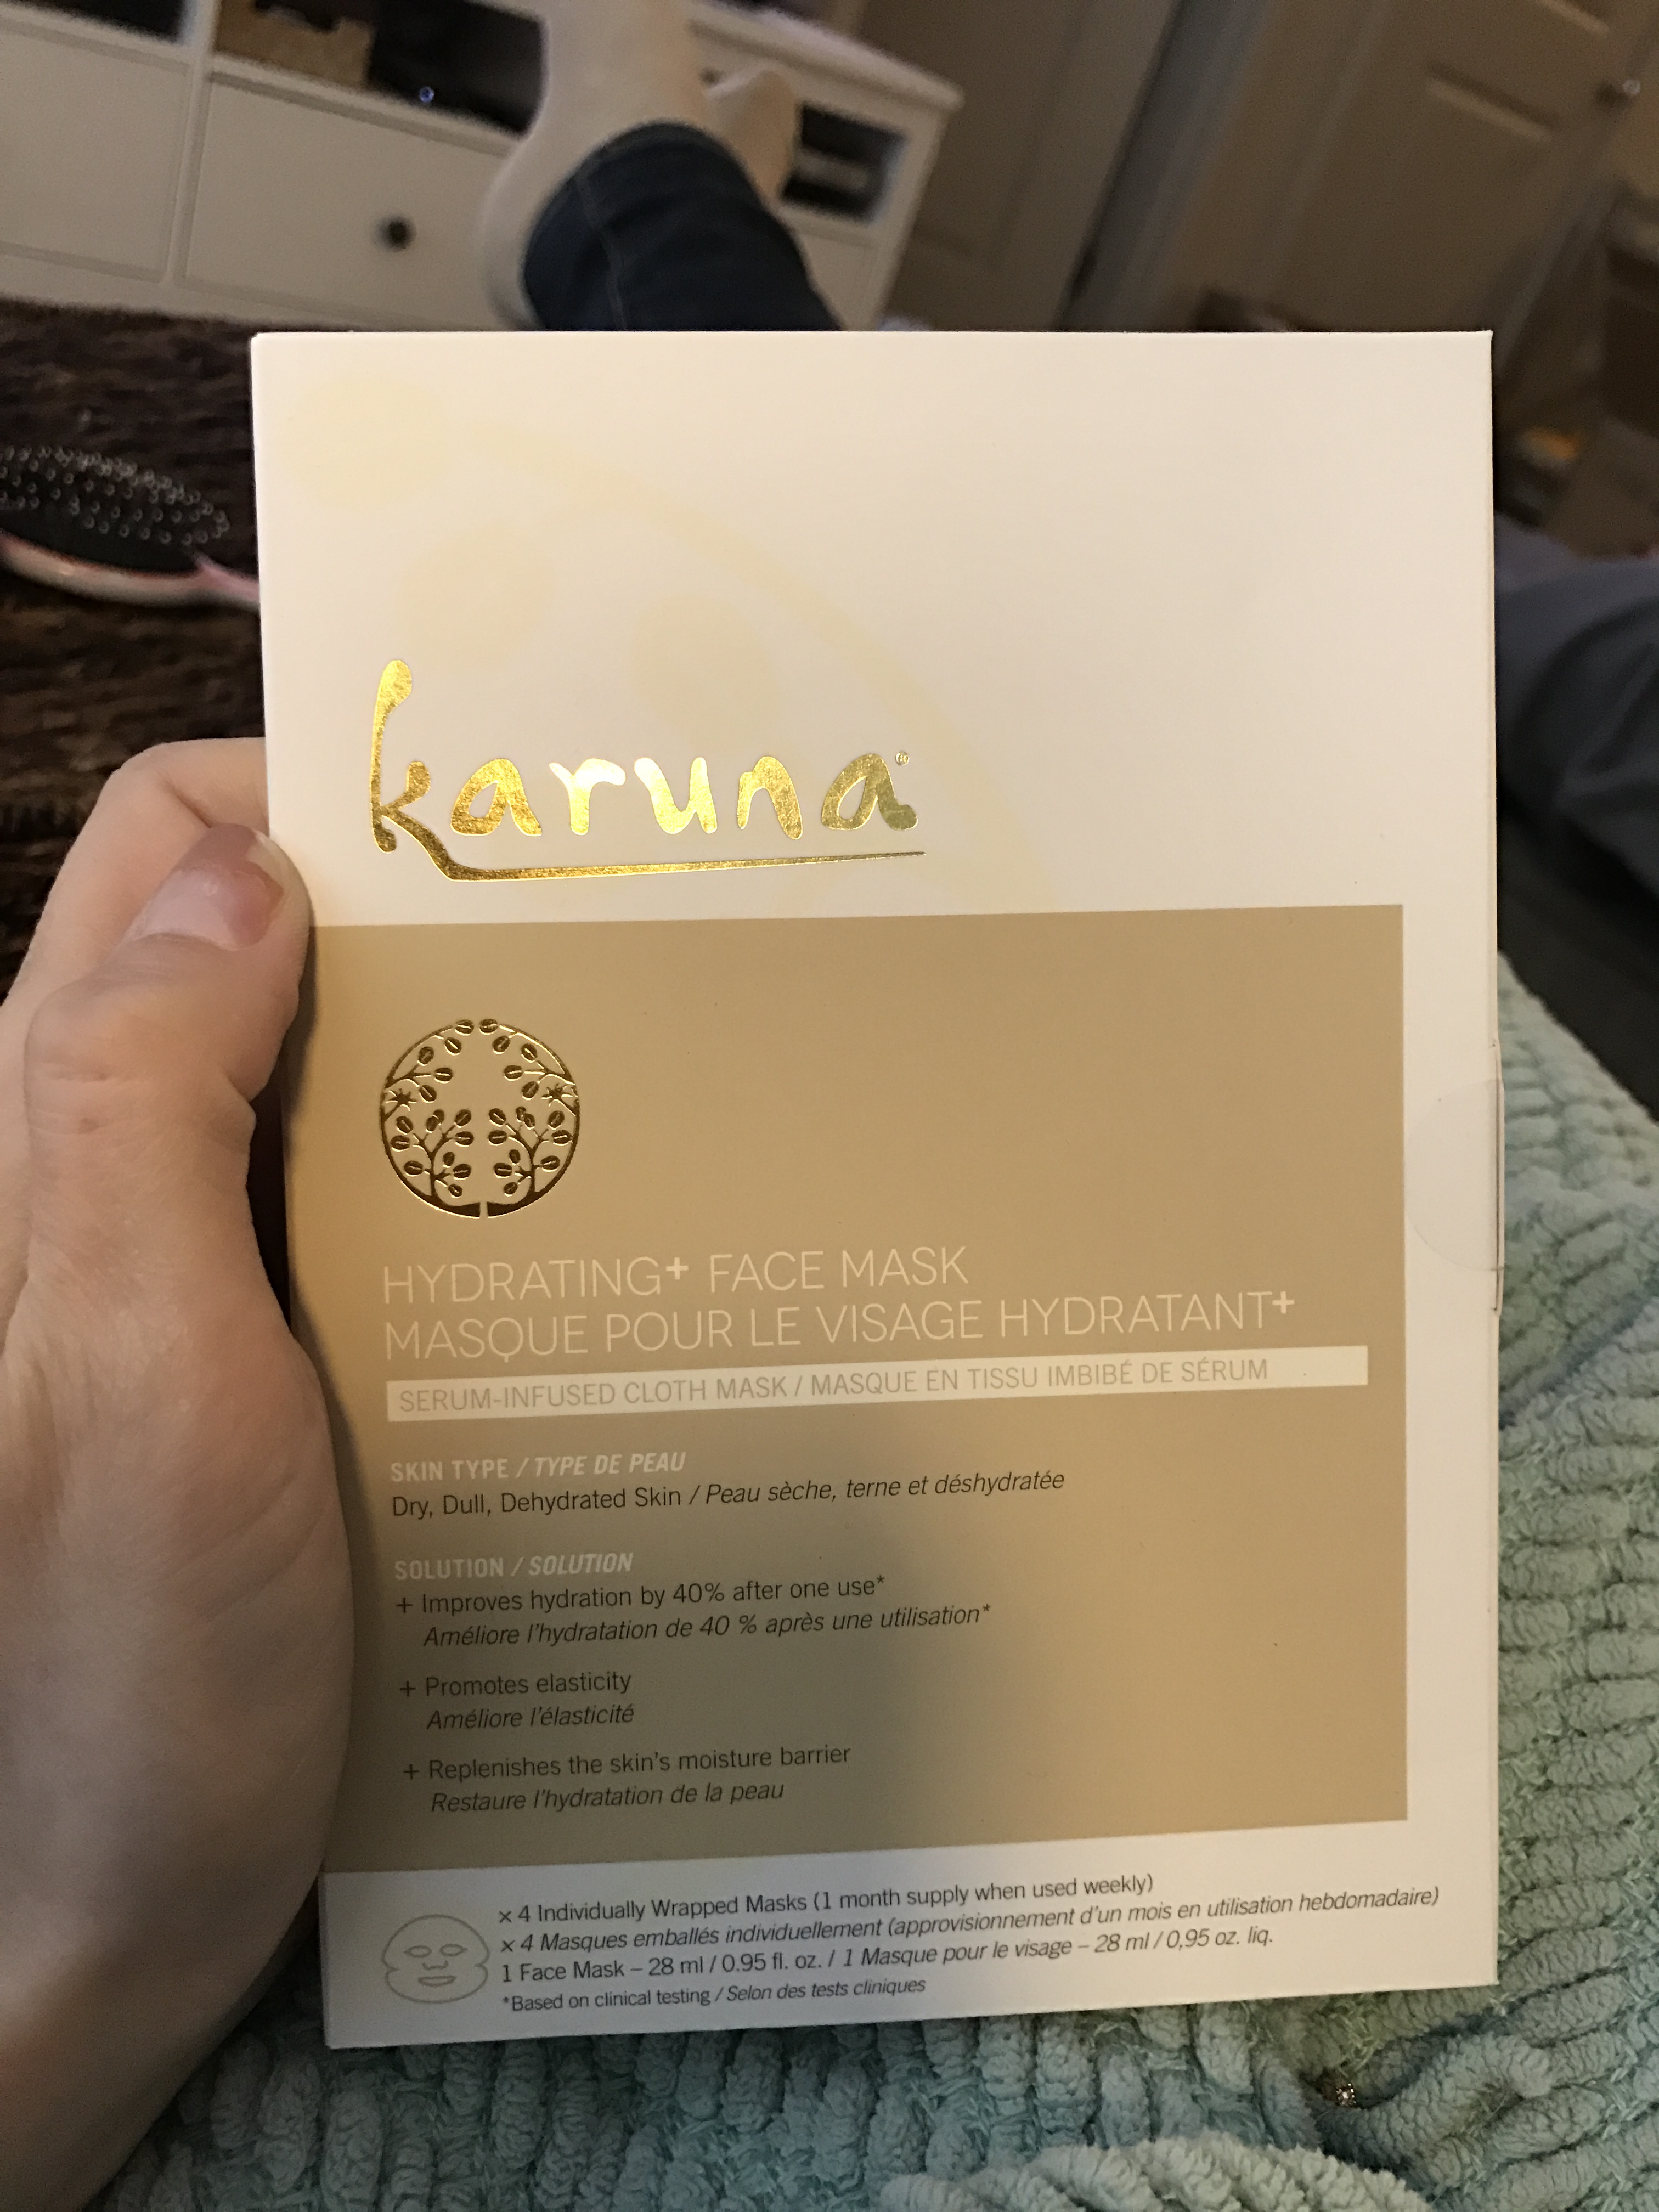 karuna®
HYDRATING+ FACE MASK
MASQUE POUR LE VISAGE HYDRATANT+
SERUM-INFUSED CLOTH MASK / MASQUE EN TISSU IMBIBÉ DE SÉRUM
SKIN TYPE / TYPE DE PEAU
Dry, Dull, Dehydrated Skin / Peau sèche, terne et déshydratée
SOLUTION / SOLUTION
+ Improves hydration by 40% after one use*
Améliore l'hydratation de 40 % après une utilisation*
+ Promotes elasticity
Améliore l'élasticité
+ Replenishes the skin's moisture barrier
Restaure l'hydratation de la peau
x 4 Individually Wrapped Masks (1 month supply when used weekly)
x 4 Masques emballés individuellement (approvisionnement d'un mois en utilisation hebdomadaire)
1 Face Mask – 28 ml / 0.95 fl. oz. / 1 Masque pour le visage – 28 ml / 0,95 oz. liq.
*Based on clinical testing / Selon des tests cliniques